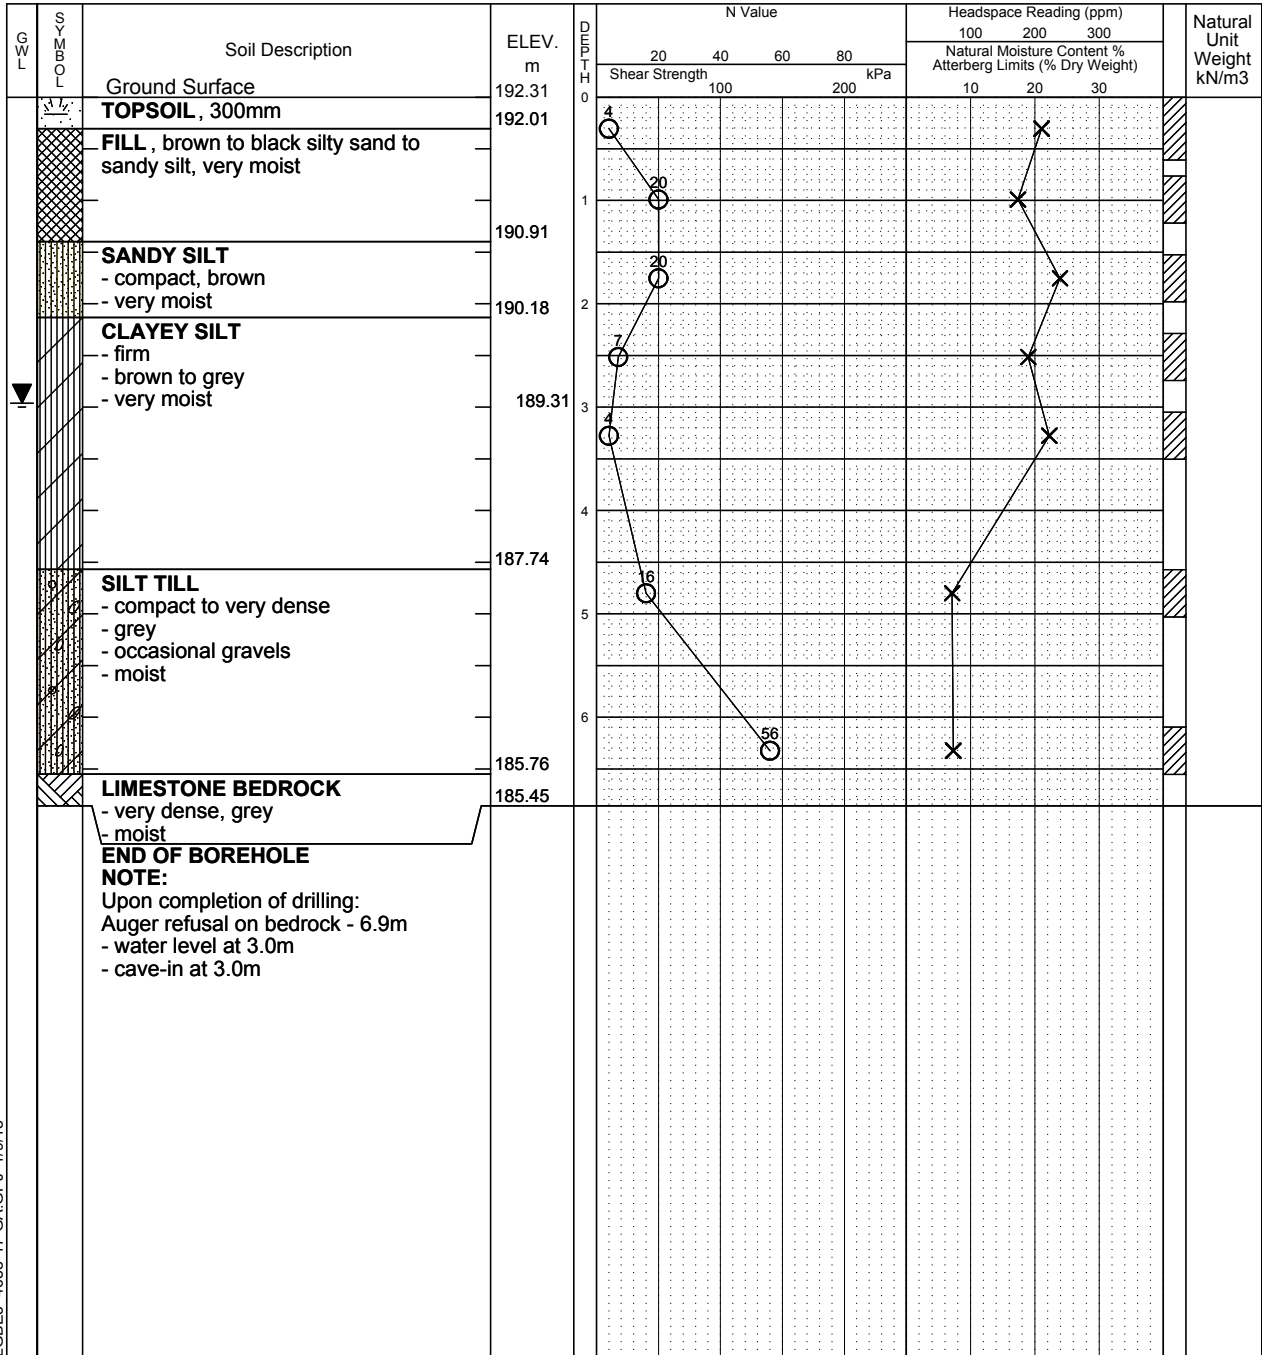 GWL
SYMBOL
Soil Description
Ground Surface
ELEV.
m
192.31
DEPTH
N Value
20 40 60 80
Shear Strength kPa
100 200
Headspace Reading (ppm)
100 200 300
Natural Moisture Content %
Atterberg Limits (% Dry Weight)
10 20 30
Natural
Unit
Weight
kN/m3
0
TOPSOIL, 300mm
192.01
4
FILL, brown to black silty sand to
sandy silt, very moist
20
1
190.91
SANDY SILT
- compact, brown
- very moist
20
2
190.18
CLAYEY SILT
- firm
- brown to grey
- very moist
7
189.31
3
4
4
187.74
SILT TILL
- compact to very dense
- grey
- occasional gravels
- moist
16
5
6
56
185.76
LIMESTONE BEDROCK
- very dense, grey
- moist
185.45
END OF BOREHOLE
NOTE:
Upon completion of drilling:
Auger refusal on bedrock - 6.9m
- water level at 3.0m
- cave-in at 3.0m